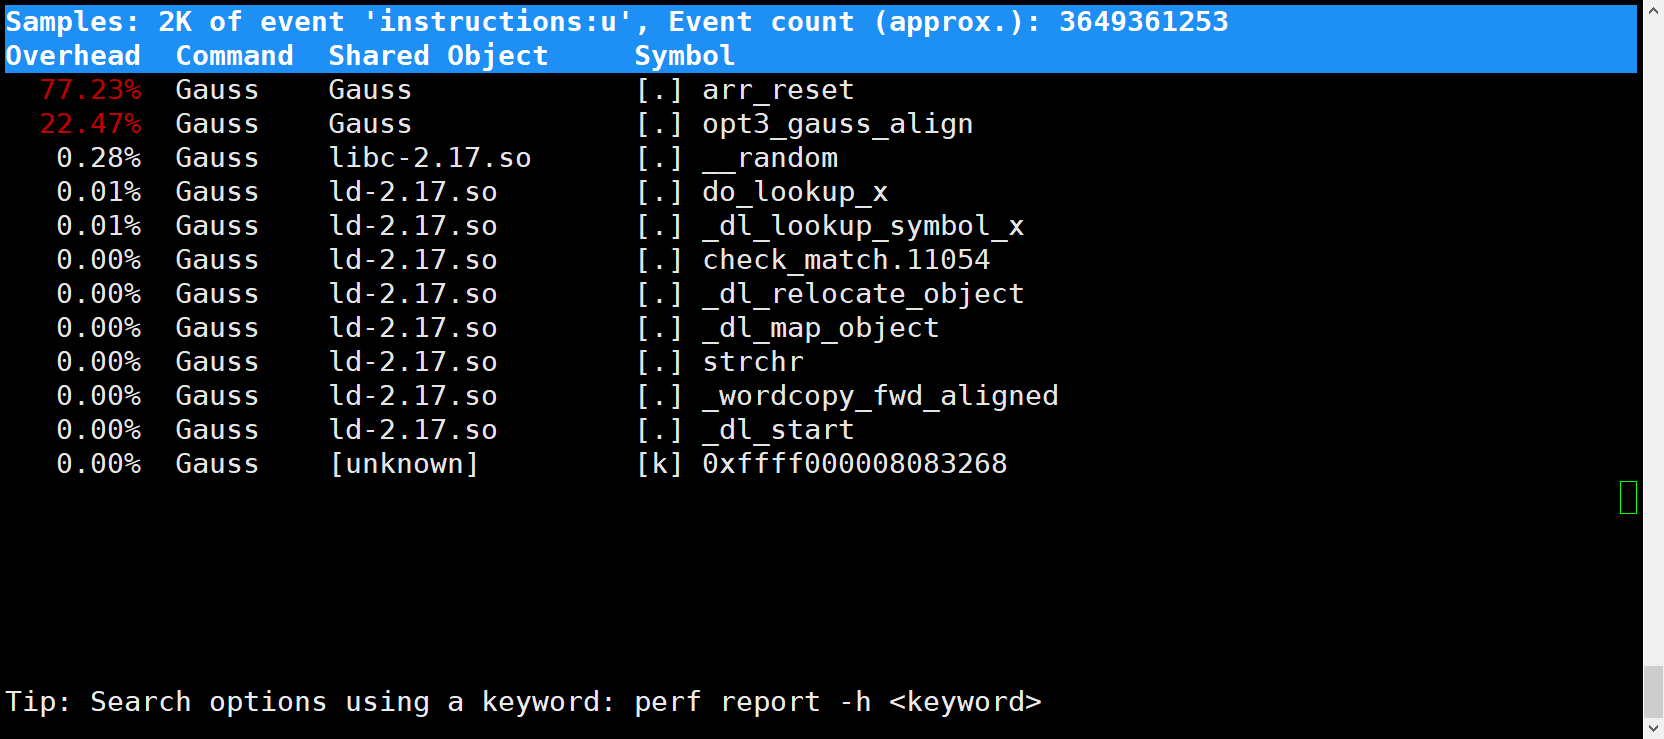 Samples: 2K of event 'instructions:u', Event count (approx.): 3649361253
Overhead  Command  Shared Object     Symbol
77.23%  Gauss    Gauss             [.] arr_reset
22.47%  Gauss    Gauss             [.] opt3_gauss_align
0.28%  Gauss    libc-2.17.so      [.] __random
0.01%  Gauss    ld-2.17.so        [.] do_lookup_x
0.01%  Gauss    ld-2.17.so        [.] _dl_lookup_symbol_x
0.00%  Gauss    ld-2.17.so        [.] check_match.11054
0.00%  Gauss    ld-2.17.so        [.] _dl_relocate_object
0.00%  Gauss    ld-2.17.so        [.] _dl_map_object
0.00%  Gauss    ld-2.17.so        [.] strchr
0.00%  Gauss    ld-2.17.so        [.] _wordcopy_fwd_aligned
0.00%  Gauss    ld-2.17.so        [.] _dl_start
0.00%  Gauss    [unknown]         [k] 0xffff000008083268
Tip: Search options using a keyword: perf report -h <keyword>